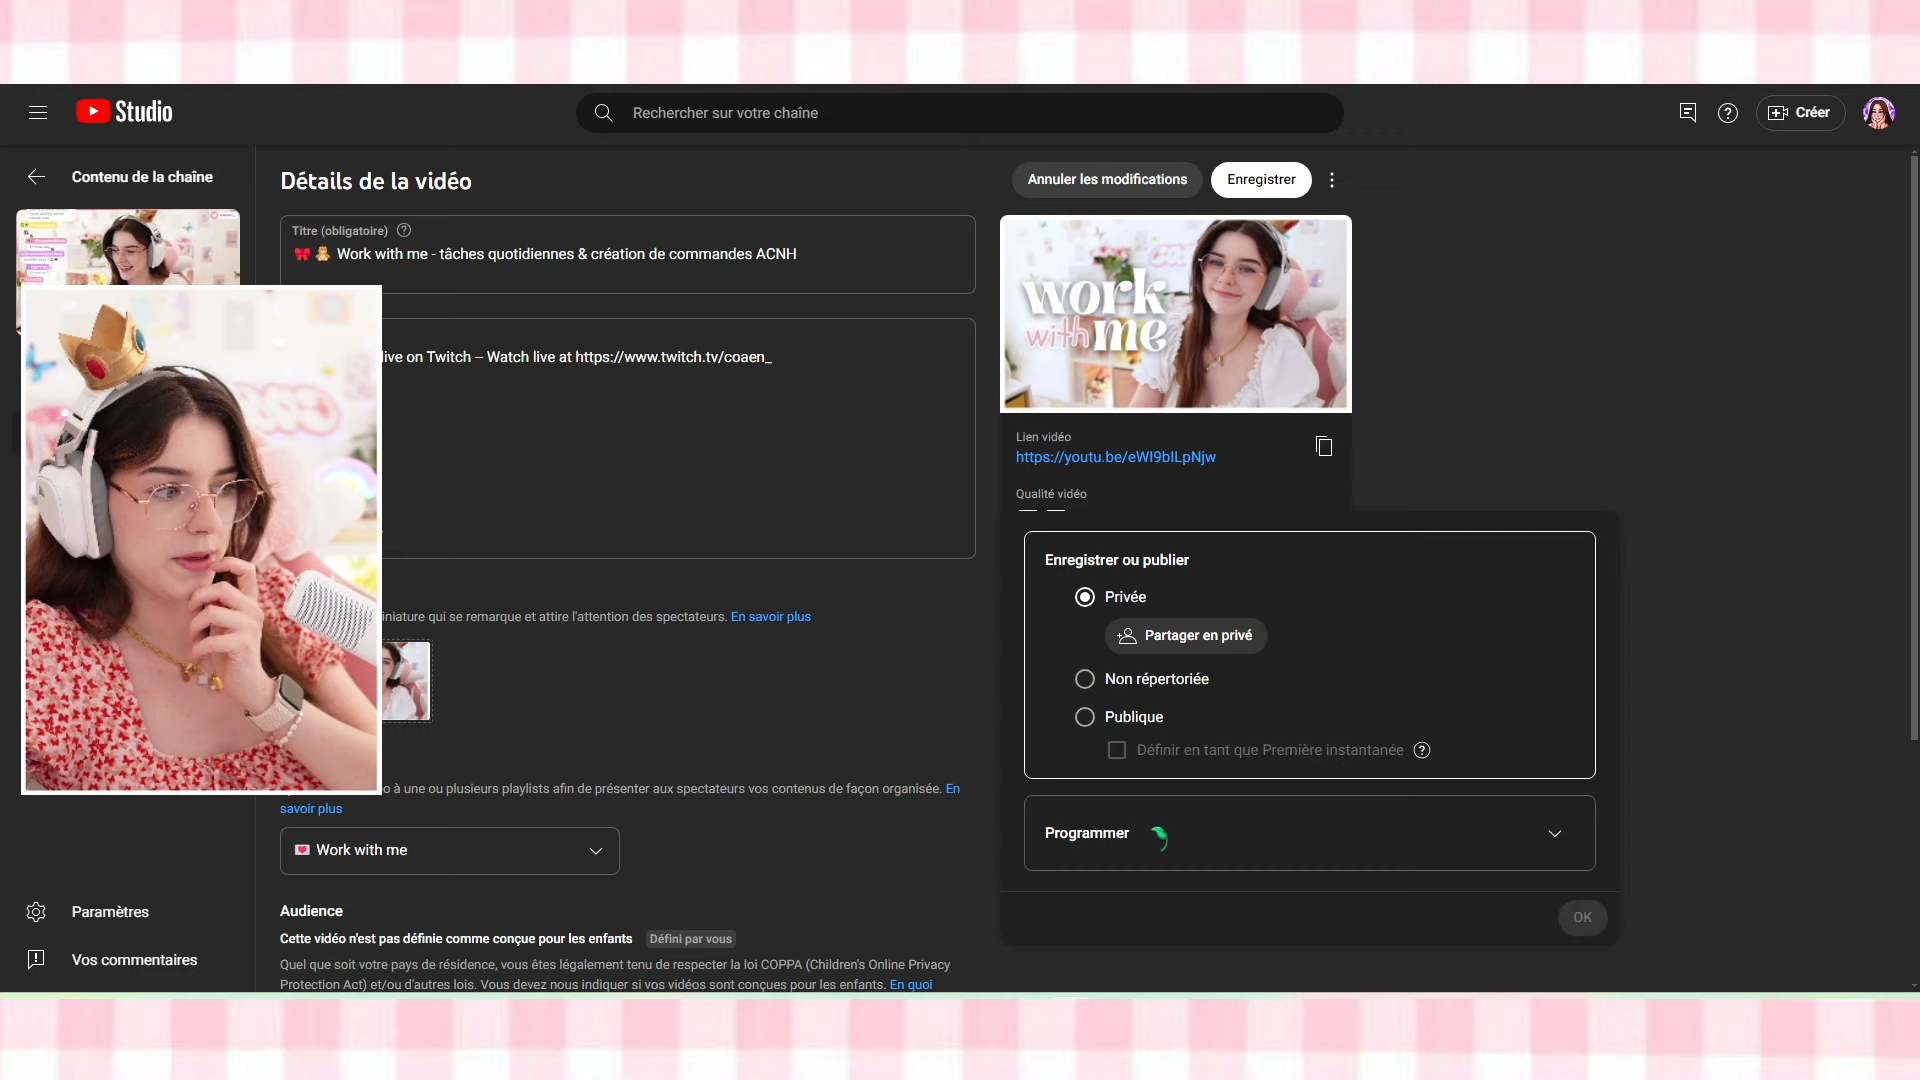 Studio
Rechercher sur votre chaîne
Créer
Contenu de la chaîne
Détails de la vidéo
Annuler les modifications
Enregistrer
Titre (obligatoire)
🎀 🧸 Work with me - tâches quotidiennes & création de commandes ACNH
live on Twitch -- Watch live at https://www.twitch.tv/coaen_
work
with me
Lien vidéo
https://youtu.be/eWI9bILpNjw
Qualité vidéo
Enregistrer ou publier
Privée
Partager en privé
Non répertoriée
Publique
Définir en tant que Première instantanée
Programmer
OK
niature qui se remarque et attire l'attention des spectateurs. En savoir plus
o à une ou plusieurs playlists afin de présenter aux spectateurs vos contenus de façon organisée. En
savoir plus
💌 Work with me
Audience
Cette vidéo n'est pas définie comme conçue pour les enfants Défini par vous
Quel que soit votre pays de résidence, vous êtes légalement tenu de respecter la loi COPPA (Children's Online Privacy
Protection Act) et/ou d'autres lois. Vous devez nous indiquer si vos vidéos sont conçues pour les enfants. En quoi
Paramètres
Vos commentaires